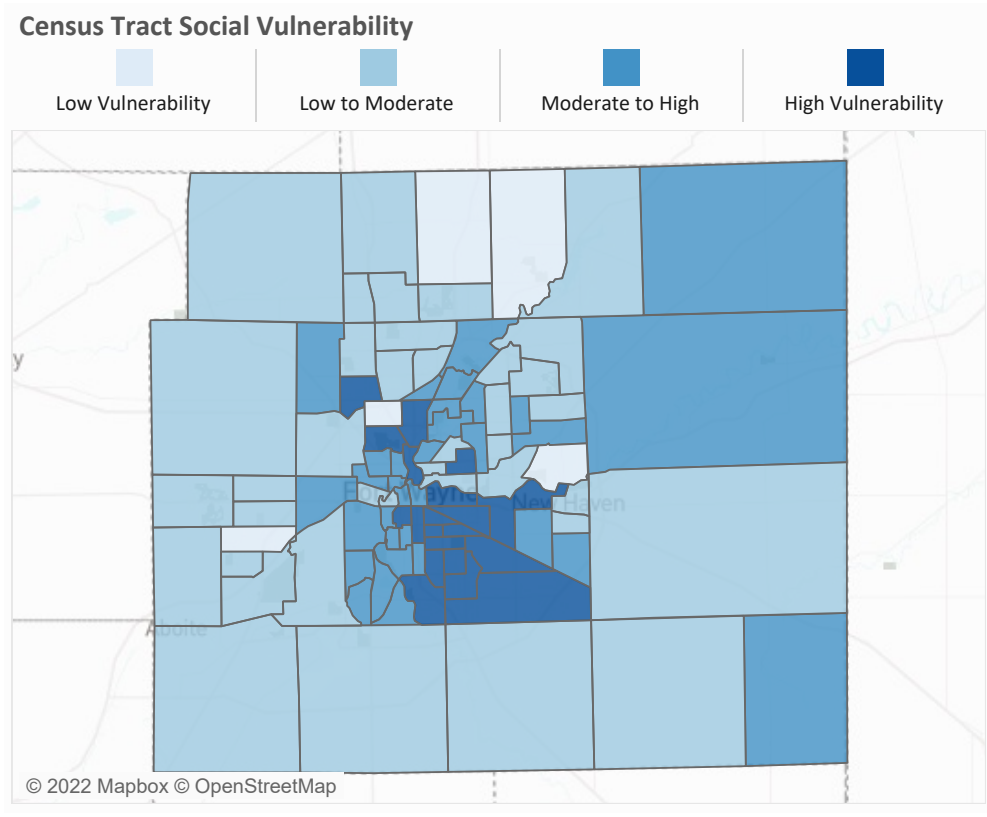 Census Tract Social Vulnerability
Low Vulnerability
Low to Moderate
Moderate to High
High Vulnerability
y
Fort Wayne
New Haven
Aboite
© 2022 Mapbox © OpenStreetMap